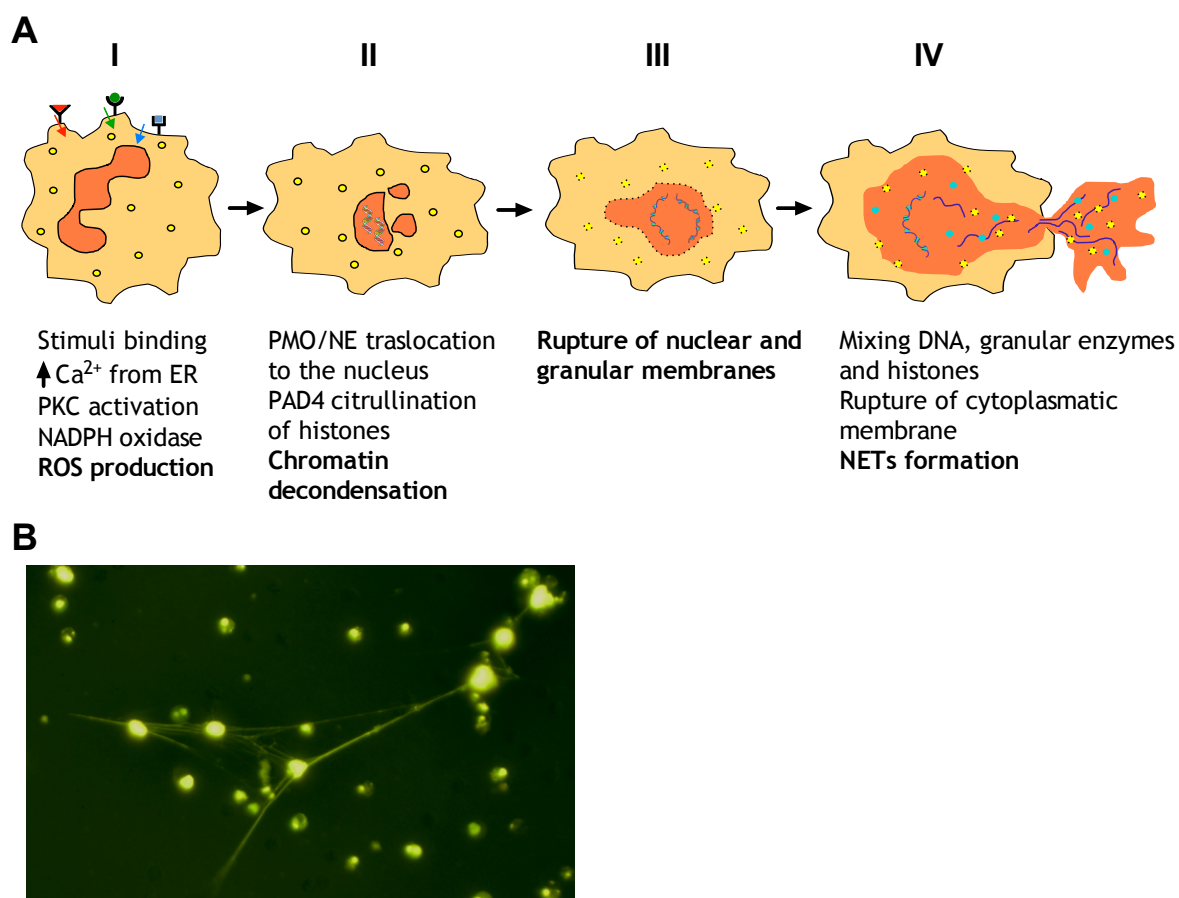 A
I
II
III
IV
Stimuli binding
↑Ca²⁺ from ER
PKC activation
NADPH oxidase
ROS production
PMO/NE traslocation
to the nucleus
PAD4 citrullination
of histones
Chromatin
decondensation
Rupture of nuclear and
granular membranes
Mixing DNA, granular enzymes
and histones
Rupture of cytoplasmatic
membrane
NETs formation
B